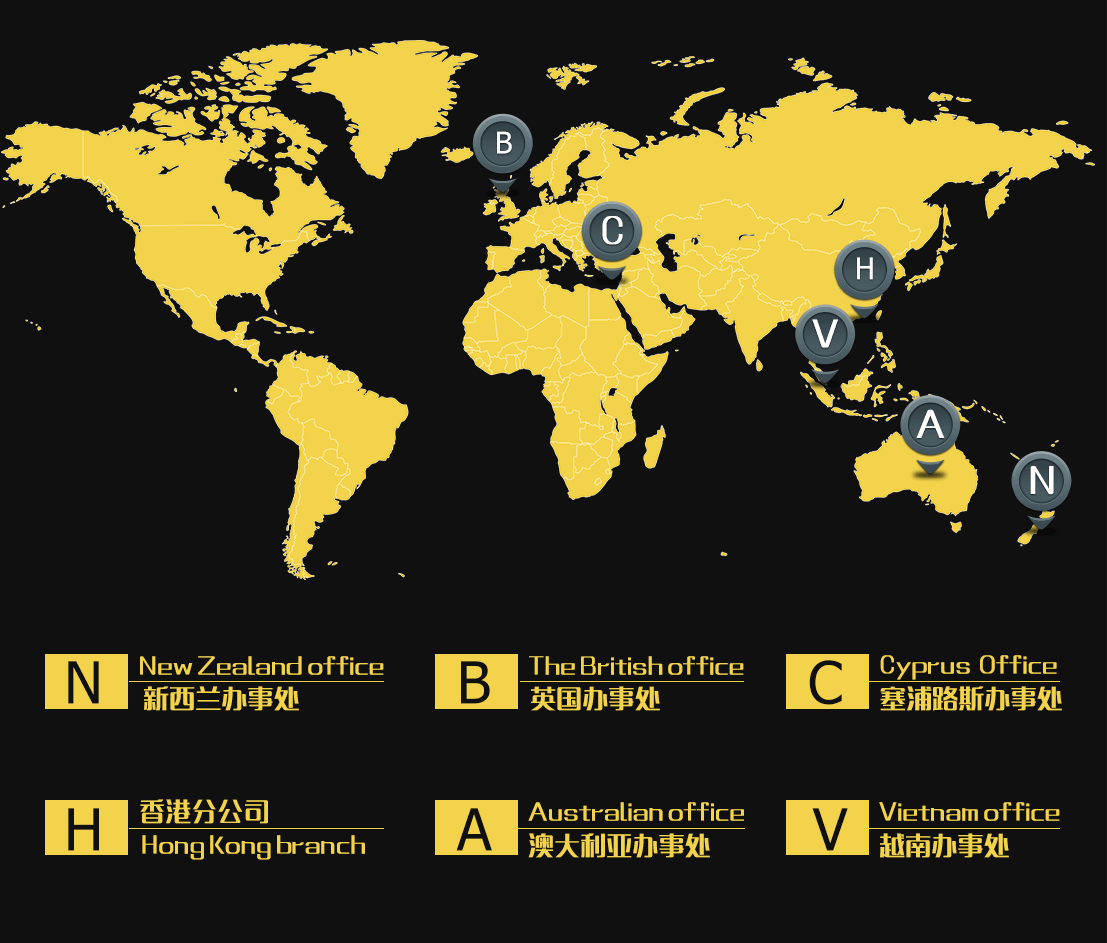 B
C
H
V
A
N
N
New Zealand office
新西兰办事处
B
The British office
英国办事处
C
Cyprus Office
塞浦路斯办事处
H
香港分公司
Hong Kong branch
A
Australian office
澳大利亚办事处
V
Vietnam office
越南办事处